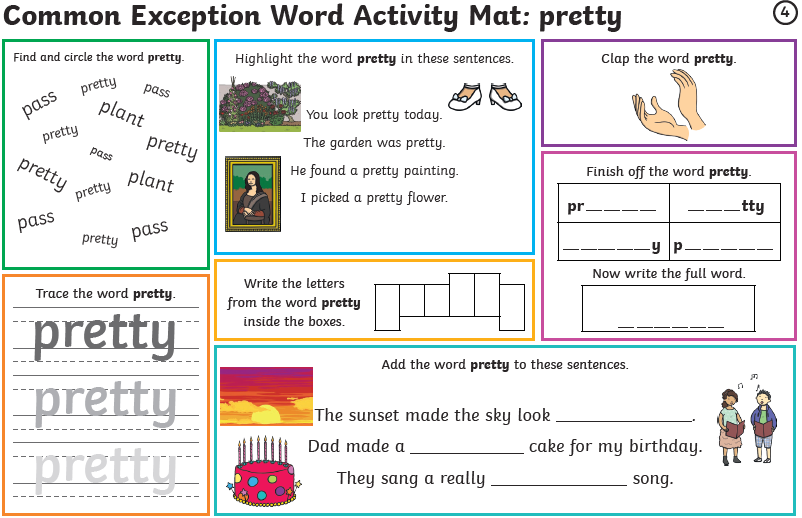 Common Exception Word Activity Mat: pretty
4
Find and circle the word pretty.
pass
pretty
pass
plant
pretty
pretty
pass
pretty
pretty
plant
pass
pretty
pass
Highlight the word pretty in these sentences.
You look pretty today.
The garden was pretty.
He found a pretty painting.
I picked a pretty flower.
Clap the word pretty.
Finish off the word pretty.
pr_ _ _ _
_ _ _tty
_ _ _ _ _y
p_ _ _ _ _
Now write the full word.
_ _ _ _ _ _
Trace the word pretty.
pretty
pretty
pretty
Write the letters
from the word pretty
inside the boxes.
Add the word pretty to these sentences.
The sunset made the sky look ______________.
Dad made a ____________ cake for my birthday.
They sang a really ______________ song.